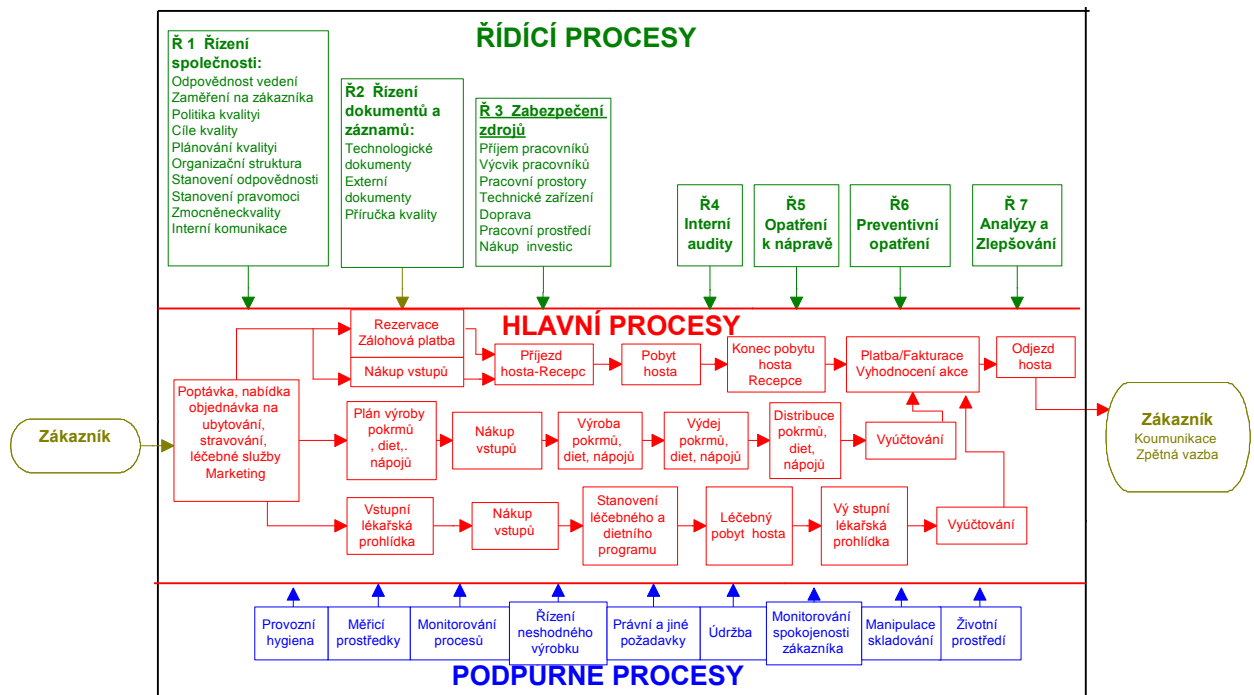 ŘÍDÍCÍ PROCESY
Ř 1 Řízení
společnosti:
Odpovědnost vedení
Zaměření na zákazníka
Politika kvalityi
Cíle kvality
Plánování kvalityi
Organizační struktura
Stanovení odpovědnosti
Stanovení pravomoci
Zmocněneckvality
Interní komunikace
Ř2 Řízení
dokumentů a
záznamů:
Technologické
dokumenty
Externí
dokumenty
Příručka kvality
Ř 3 Zabezpečení
zdrojů
Příjem pracovníků
Výcvik pracovníků
Pracovní prostory
Technické zařízení
Doprava
Pracovní prostředí
Nákup investic
Ř4
Interní
audity
Ř5
Opatření
k nápravě
Ř6
Preventivní
opatření
Ř 7
Analýzy a
Zlepšování
HLAVNÍ PROCESY
Zákazník
Poptávka, nabídka
objednávka na
ubytování,
stravování,
léčebné služby
Marketing
Rezervace
Zálohová platba
Nákup vstupů
Příjezd
hosta-Recepc
Pobyt
hosta
Konec pobytu
hosta
Recepce
Platba/Fakturace
Vyhodnocení akce
Odjezd
hosta
Plán výroby
pokrmů
, diet,.
nápojů
Nákup
vstupů
Výroba
pokrmů,
diet, nápojů
Výdej
pokrmů,
diet, nápojů
Distribuce
pokrmů,
diet,
nápojů
Vyúčtování
Vstupní
lékařská
prohlídka
Nákup
vstupů
Stanovení
léčebného a
dietního
programu
Léčebný
pobyt hosta
Vý stupní
lékařská
prohlídka
Vyúčtování
Zákazník
Koumunikace
Zpětná vazba
Provozní
hygiena
Měřicí
prostředky
Monitorování
procesů
Řízení
neshodného
výrobku
Právní a jiné
požadavky
Údržba
Monitorování
spokojenosti
zákazníka
Manipulace
skladování
Životní
prostředí
PODPURNE PROCESY